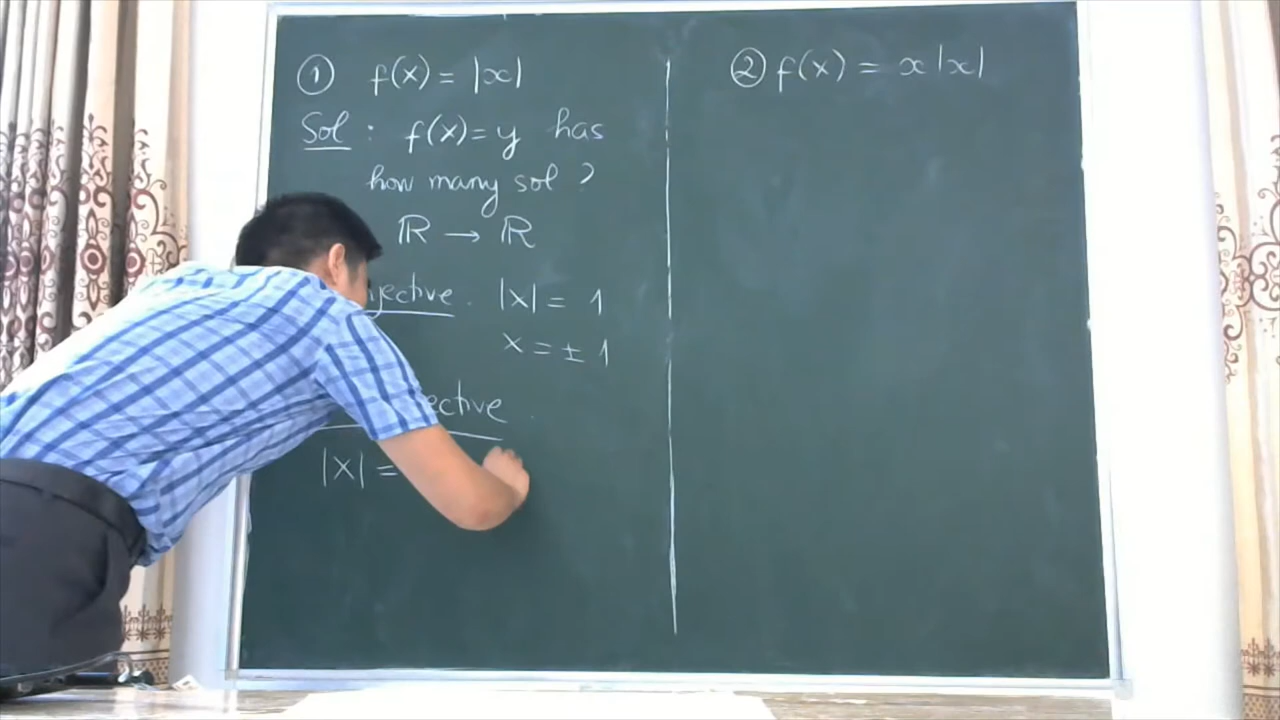 ① f(x) = |x|
Sol : f(x) = y has
how many sol ?
ℝ → ℝ
jective. |x| = 1
x = ± 1
ective.
|x| =
② f(x) = x|x|